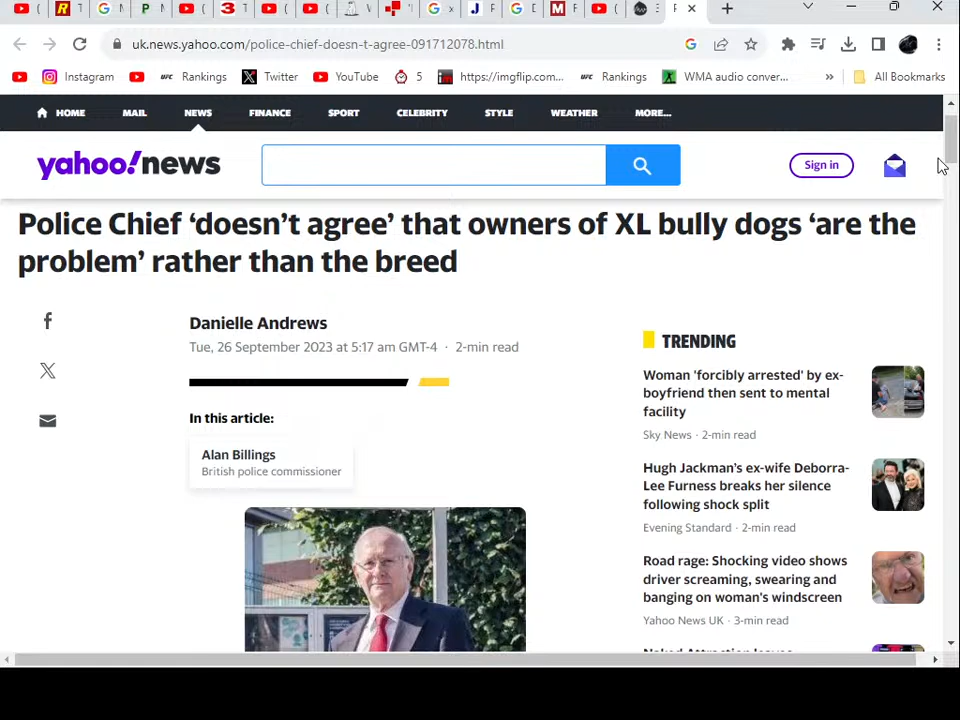 uk.news.yahoo.com/police-chief-doesn-t-agree-091712078.html
Instagram
UFC Rankings
Twitter
YouTube
5
https://imgflip.com...
UFC Rankings
WMA audio conver...
» All Bookmarks
HOME MAIL NEWS FINANCE SPORT CELEBRITY STYLE WEATHER MORE...
yahoo!news
Sign in
Police Chief ‘doesn’t agree’ that owners of XL bully dogs ‘are the
problem’ rather than the breed
Danielle Andrews
Tue, 26 September 2023 at 5:17 am GMT-4 · 2-min read
In this article:
Alan Billings
British police commissioner
TRENDING
Woman 'forcibly arrested' by ex-
boyfriend then sent to mental
facility
Sky News · 2-min read
Hugh Jackman's ex-wife Deborra-
Lee Furness breaks her silence
following shock split
Evening Standard · 2-min read
Road rage: Shocking video shows
driver screaming, swearing and
banging on woman's windscreen
Yahoo News UK · 3-min read